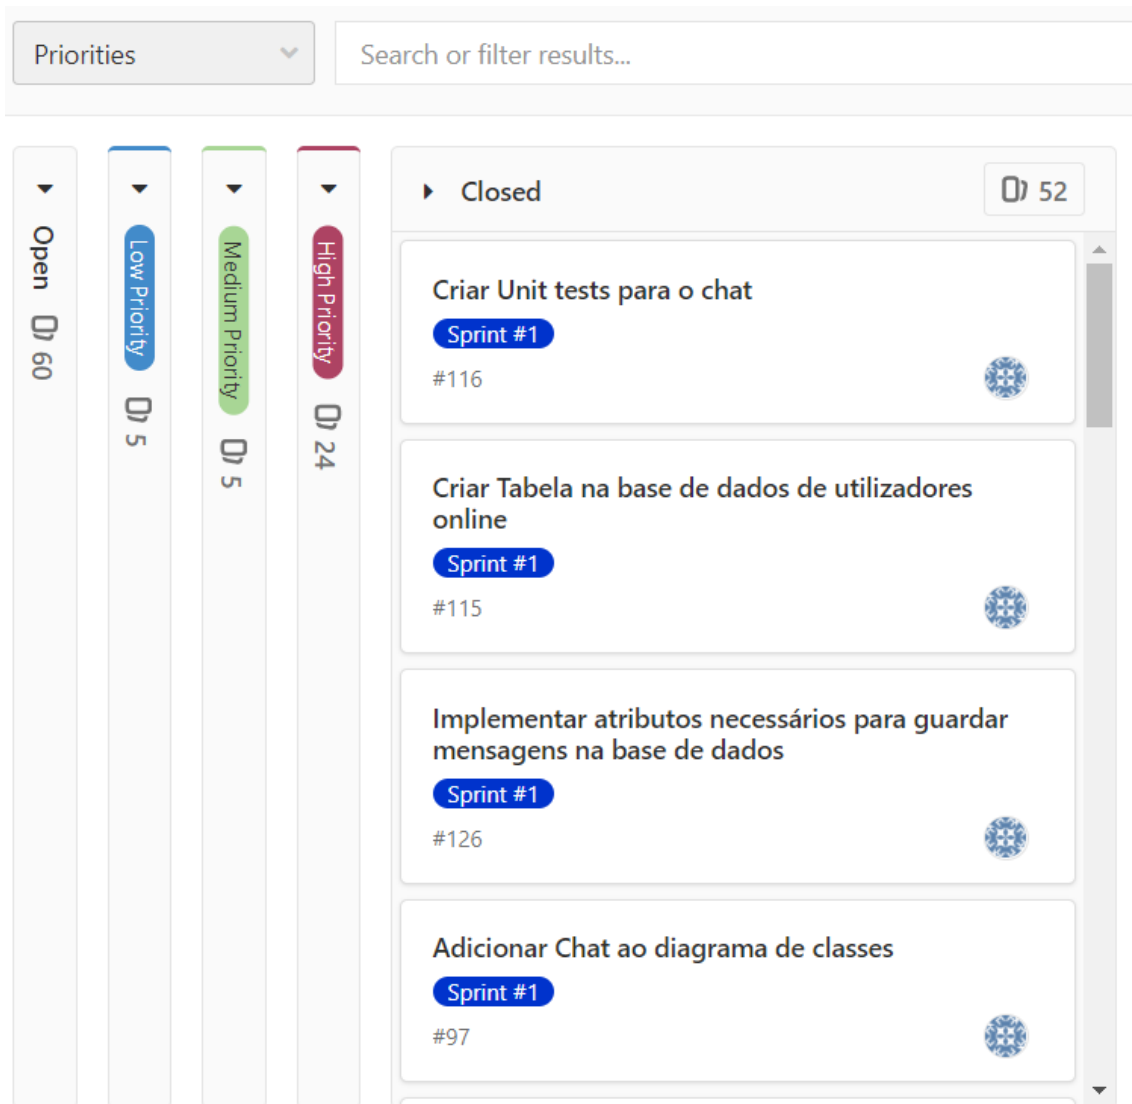 Priorities
Search or filter results...
Open 60
Low Priority 5
Medium Priority 5
High Priority 24
Closed 52
Criar Unit tests para o chat
Sprint #1
#116
Criar Tabela na base de dados de utilizadores
online
Sprint #1
#115
Implementar atributos necessários para guardar
mensagens na base de dados
Sprint #1
#126
Adicionar Chat ao diagrama de classes
Sprint #1
#97